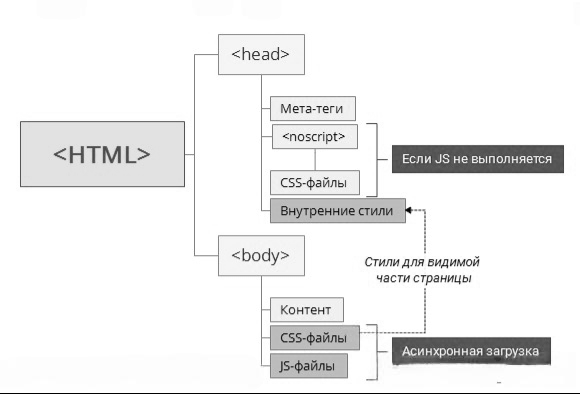 <head>
Мета-теги
<noscript>
<HTML>
Если JS не выполняется
CSS-файлы
Внутренние стили
<body>
Стили для видимой
части страницы
Контент
CSS-файлы
Асинхронная загрузка
JS-файлы